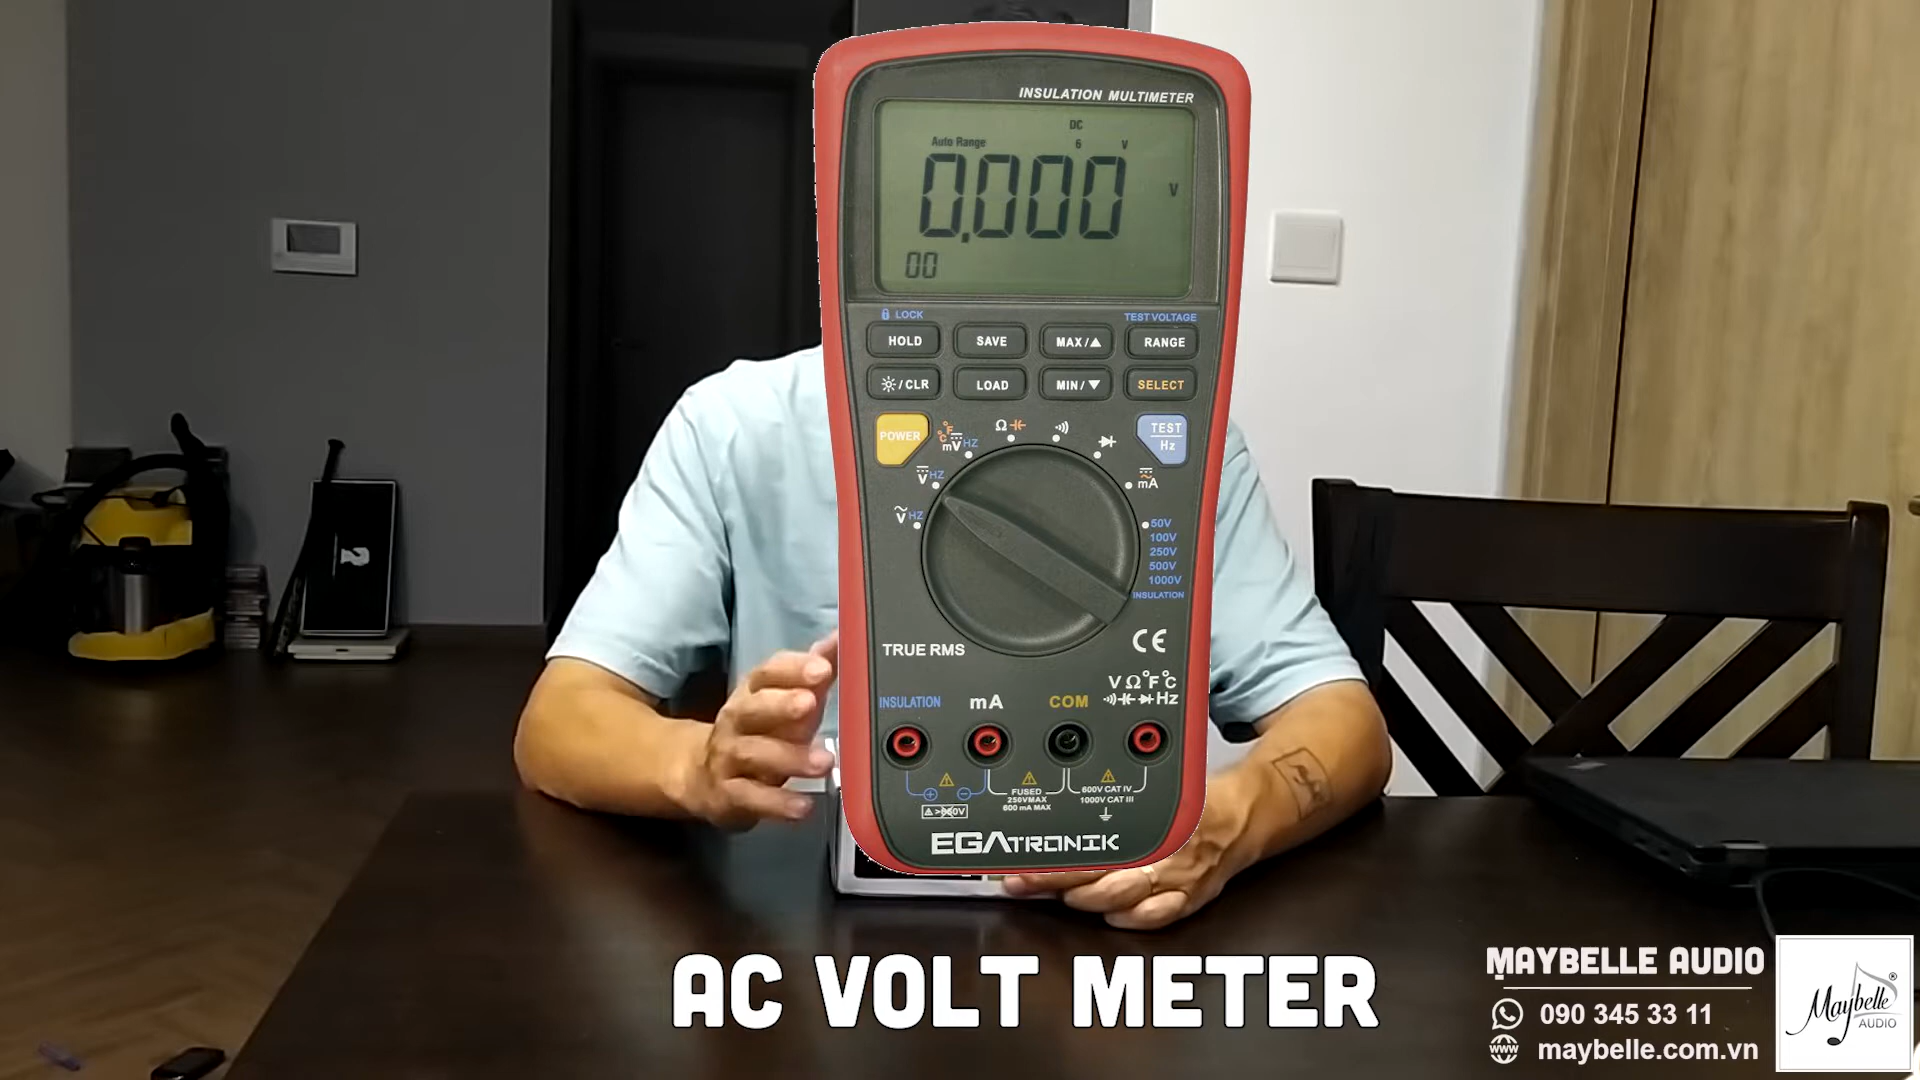 INSULATION MULTIMETER
DC
Auto Range 6 V
0.000 V
00
LOCK TEST VOLTAGE
HOLD SAVE MAX/▲ RANGE
/CLR LOAD MIN/▼ SELECT
POWER TEST
Hz
°C °F mV HZ
Ω
V HZ
mA
V HZ
50V
100V
250V
500V
1000V
INSULATION
TRUE RMS CE
V Ω °F °C
INSULATION mA COM Hz
FUSED
250VMAX
600 mA MAX
600V CAT IV
1000V CAT III
EGATRONIK
AC VOLT METER
MAYBELLE AUDIO
090 345 33 11
www maybelle.com.vn
Maybelle ®
AUDIO